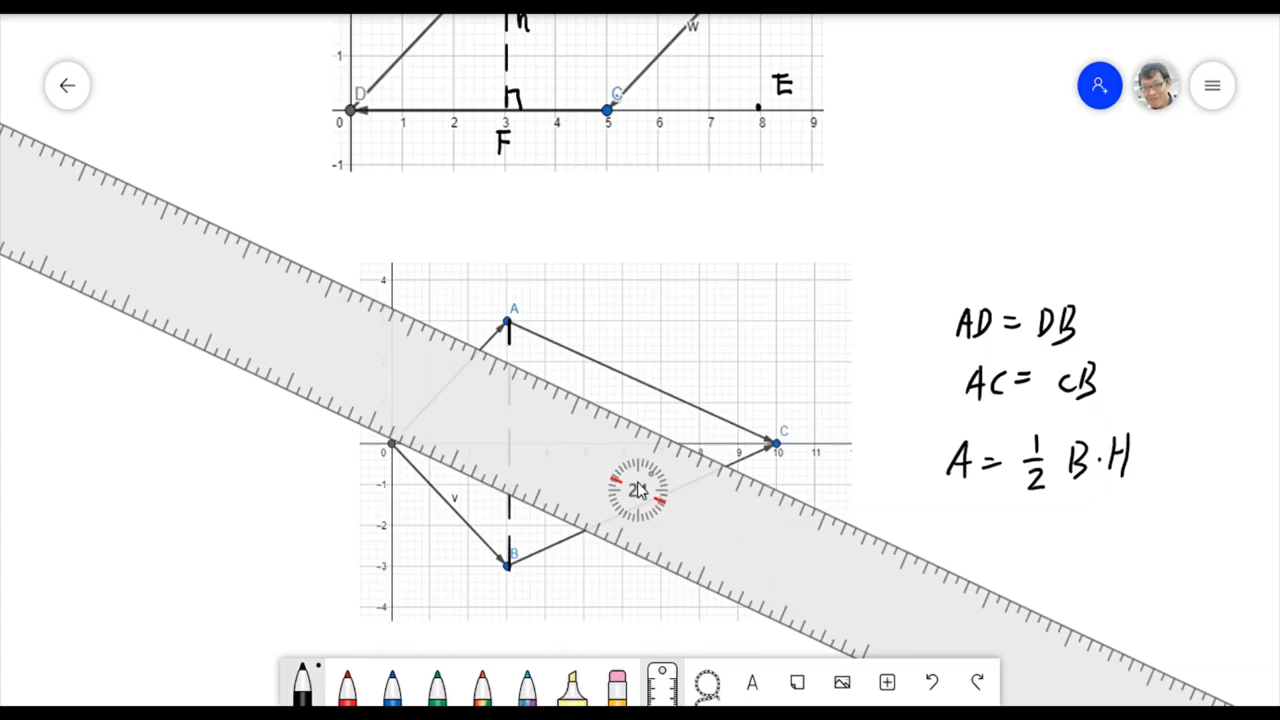 h
W
1
D
C
E
0 1 2 3 4 5 6 7 8 9
F
-1
4
A
AD = DB
AC = CB
C
0 10 11
A = 1/2 B·H
-1
v
-2
B
-3
-4
A